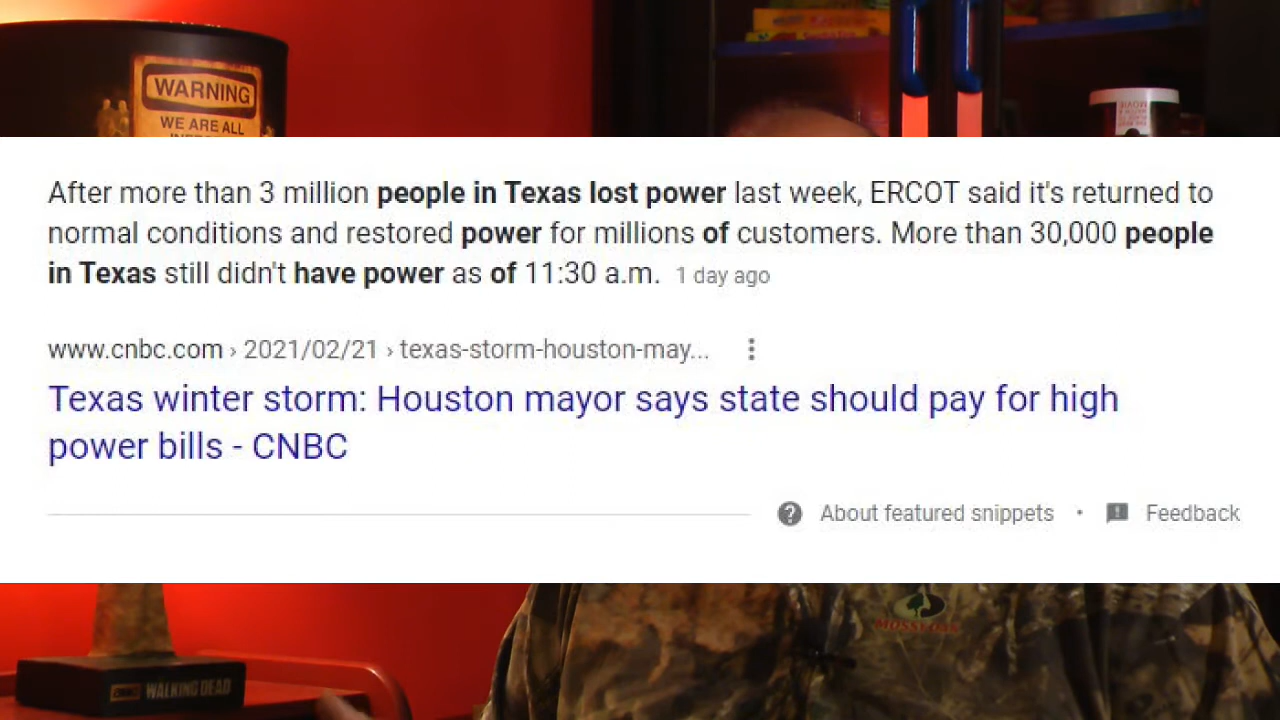 WARNING
WE ARE ALL
After more than 3 million people in Texas lost power last week, ERCOT said it's returned to
normal conditions and restored power for millions of customers. More than 30,000 people
in Texas still didn't have power as of 11:30 a.m. 1 day ago
www.cnbc.com › 2021/02/21 › texas-storm-houston-may...
Texas winter storm: Houston mayor says state should pay for high
power bills - CNBC
About featured snippets • Feedback
MOSSY OAK
AMC WALKING DEAD